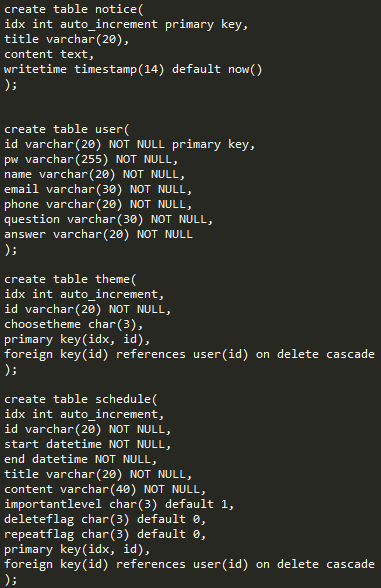 create table notice(
idx int auto_increment primary key,
title varchar(20),
content text,
writetime timestamp(14) default now()
);
create table user(
id varchar(20) NOT NULL primary key,
pw varchar(255) NOT NULL,
name varchar(20) NOT NULL,
email varchar(30) NOT NULL,
phone varchar(20) NOT NULL,
question varchar(30) NOT NULL,
answer varchar(20) NOT NULL
);
create table theme(
idx int auto_increment,
id varchar(20) NOT NULL,
choosetheme char(3),
primary key(idx, id),
foreign key(id) references user(id) on delete cascade
);
create table schedule(
idx int auto_increment,
id varchar(20) NOT NULL,
start datetime NOT NULL,
end datetime NOT NULL,
title varchar(20) NOT NULL,
content varchar(40) NOT NULL,
importantlevel char(3) default 1,
deleteflag char(3) default 0,
repeatflag char(3) default 0,
primary key(idx, id),
foreign key(id) references user(id) on delete cascade
);